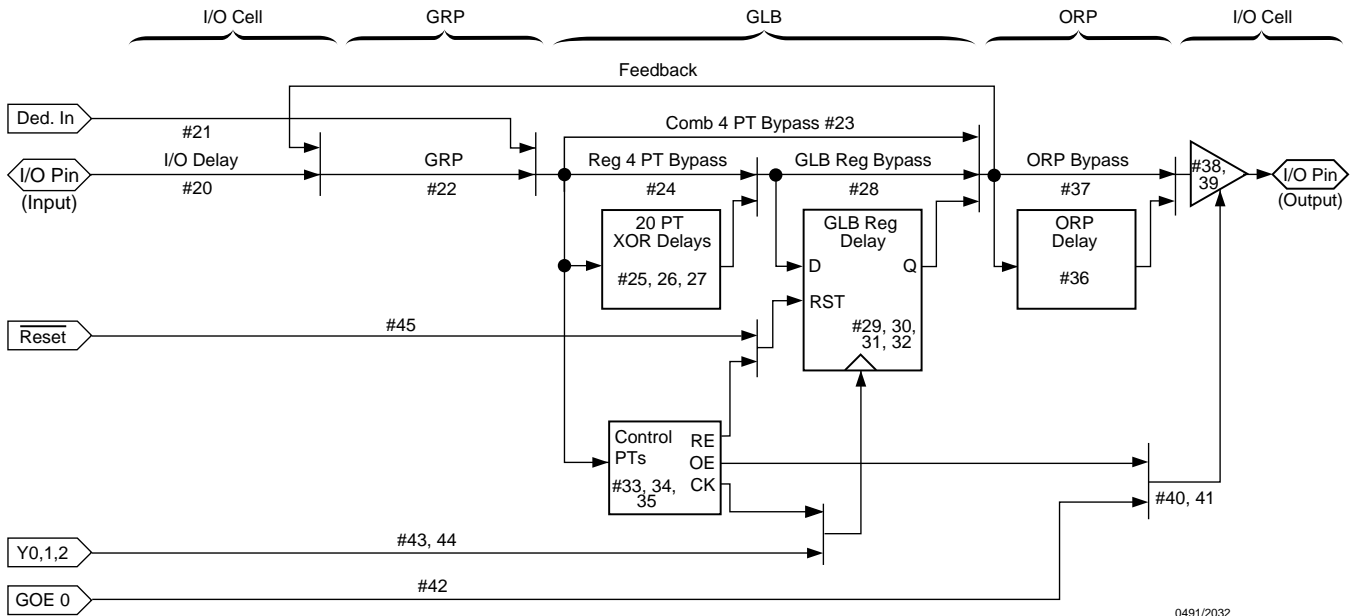 I/O Cell GRP GLB ORP I/O Cell
Feedback
Ded. In
#21
Comb 4 PT Bypass #23
I/O Pin
(Input)
I/O Delay
#20
GRP
#22
Reg 4 PT Bypass
#24
GLB Reg Bypass
#28
ORP Bypass
#37
#38,
39
I/O Pin
(Output)
20 PT
XOR Delays
#25, 26, 27
GLB Reg
Delay
D Q
RST
#29, 30,
31, 32
ORP
Delay
#36
Reset
#45
Control
PTs
#33, 34,
35
RE
OE
CK
#40, 41
Y0,1,2
#43, 44
GOE 0
#42
0491/2032